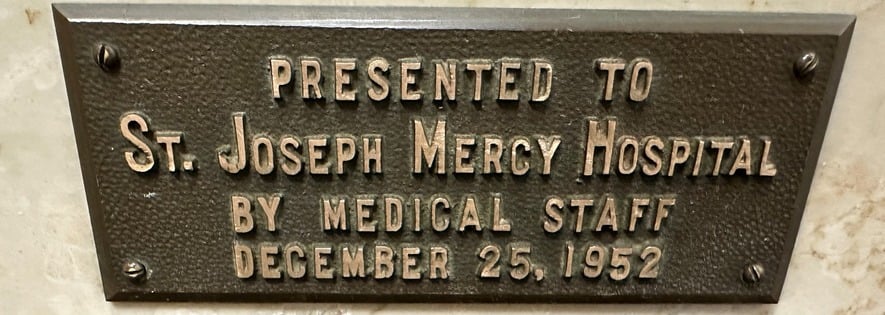 PRESENTED TO
ST. JOSEPH MERCY HOSPITAL
BY MEDICAL STAFF
DECEMBER 25, 1952